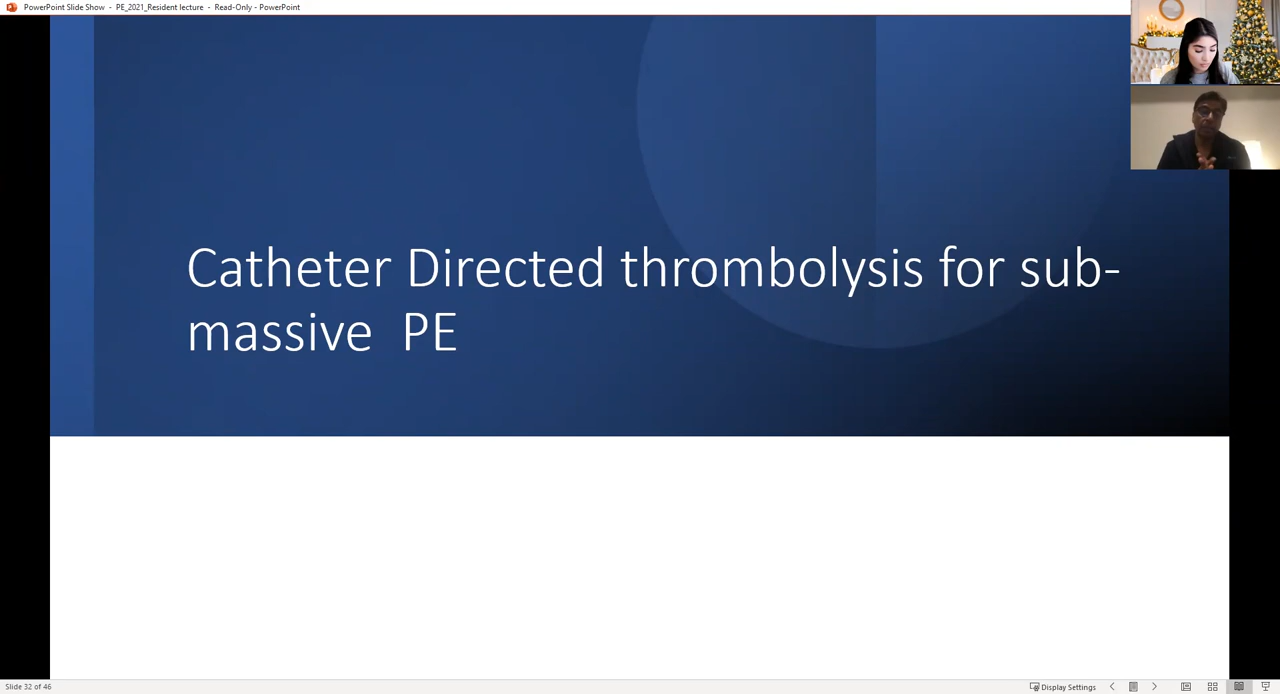 PowerPoint Slide Show - PE_2021_Resident lecture - Read-Only - PowerPoint
Catheter Directed thrombolysis for sub-
massive PE
Slide 32 of 46
Display Settings